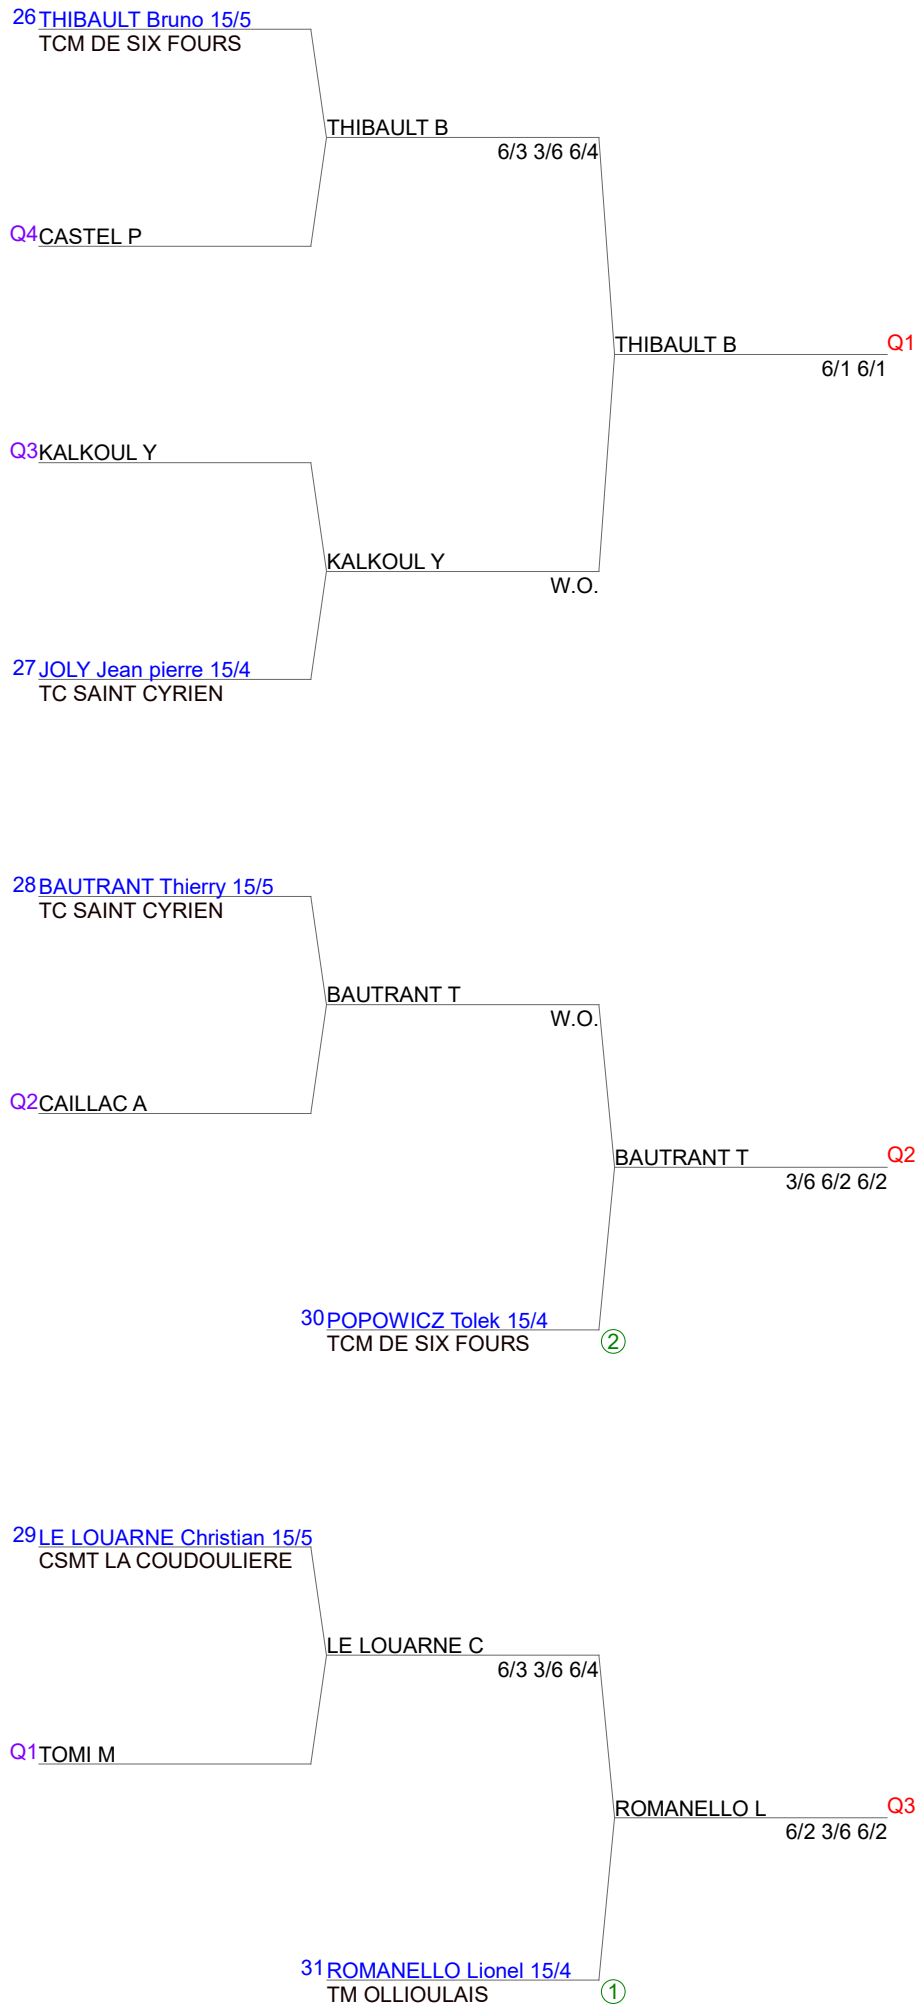 26 THIBAULT Bruno 15/5
TCM DE SIX FOURS
THIBAULT B
6/3 3/6 6/4
Q4 CASTEL P
THIBAULT B Q1
6/1 6/1
Q3 KALKOUL Y
KALKOUL Y
W.O.
27 JOLY Jean pierre 15/4
TC SAINT CYRIEN
28 BAUTRANT Thierry 15/5
TC SAINT CYRIEN
BAUTRANT T
W.O.
Q2 CAILLAC A
BAUTRANT T Q2
3/6 6/2 6/2
30 POPOWICZ Tolek 15/4
TCM DE SIX FOURS 2
29 LE LOUARNE Christian 15/5
CSMT LA COUDOULIERE
LE LOUARNE C
6/3 3/6 6/4
Q1 TOMI M
ROMANELLO L Q3
6/2 3/6 6/2
31 ROMANELLO Lionel 15/4
TM OLLIOULAIS 1